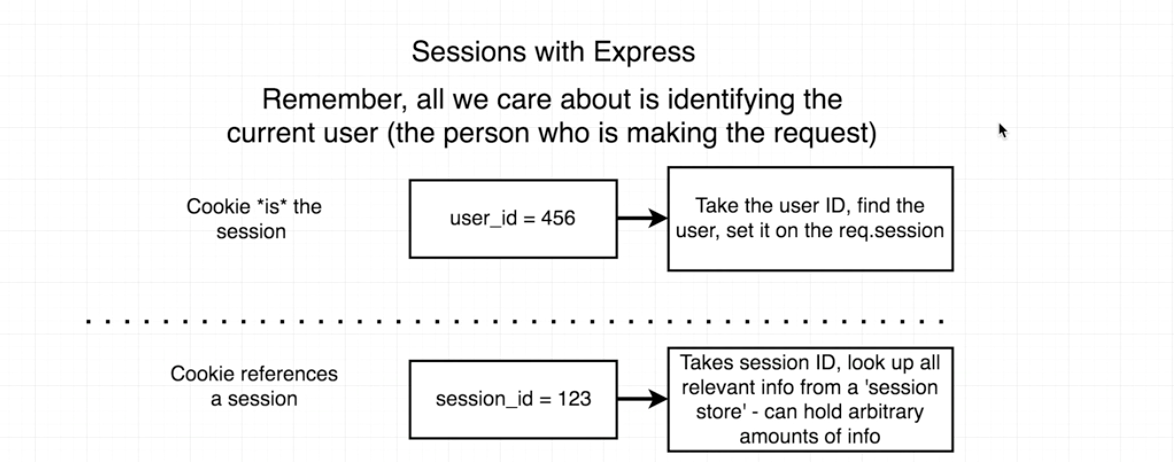 Sessions with Express
Remember, all we care about is identifying the
current user (the person who is making the request)
Cookie *is* the
session
user_id = 456
Take the user ID, find the
user, set it on the req.session
Cookie references
a session
session_id = 123
Takes session ID, look up all
relevant info from a 'session
store' - can hold arbitrary
amounts of info